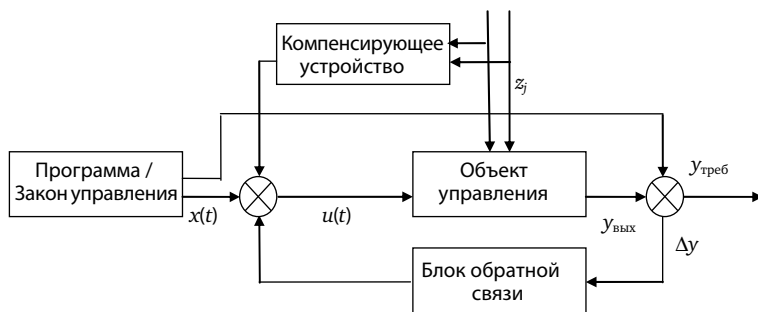 Компенсирующее
устройство
z_j
Программа /
Закон управления
x(t)
u(t)
Объект
управления
y_треб
y_вых
Δy
Блок обратной
связи